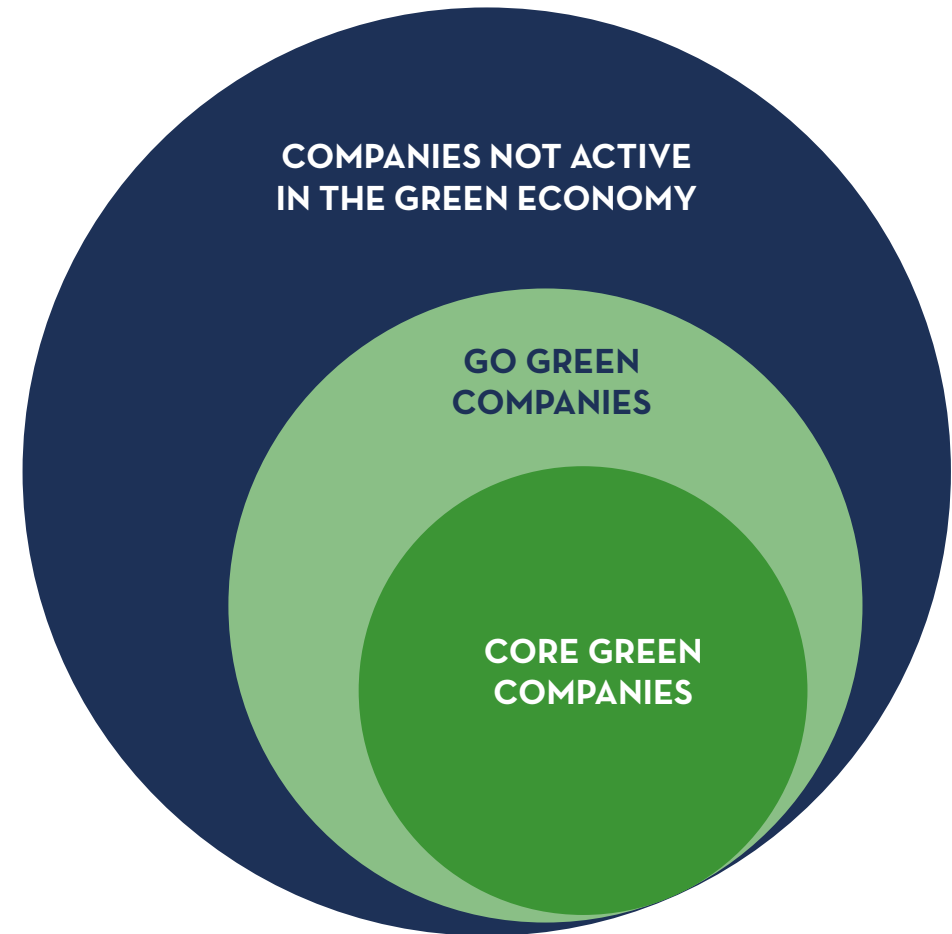 COMPANIES NOT ACTIVE
IN THE GREEN ECONOMY
GO GREEN
COMPANIES
CORE GREEN
COMPANIES